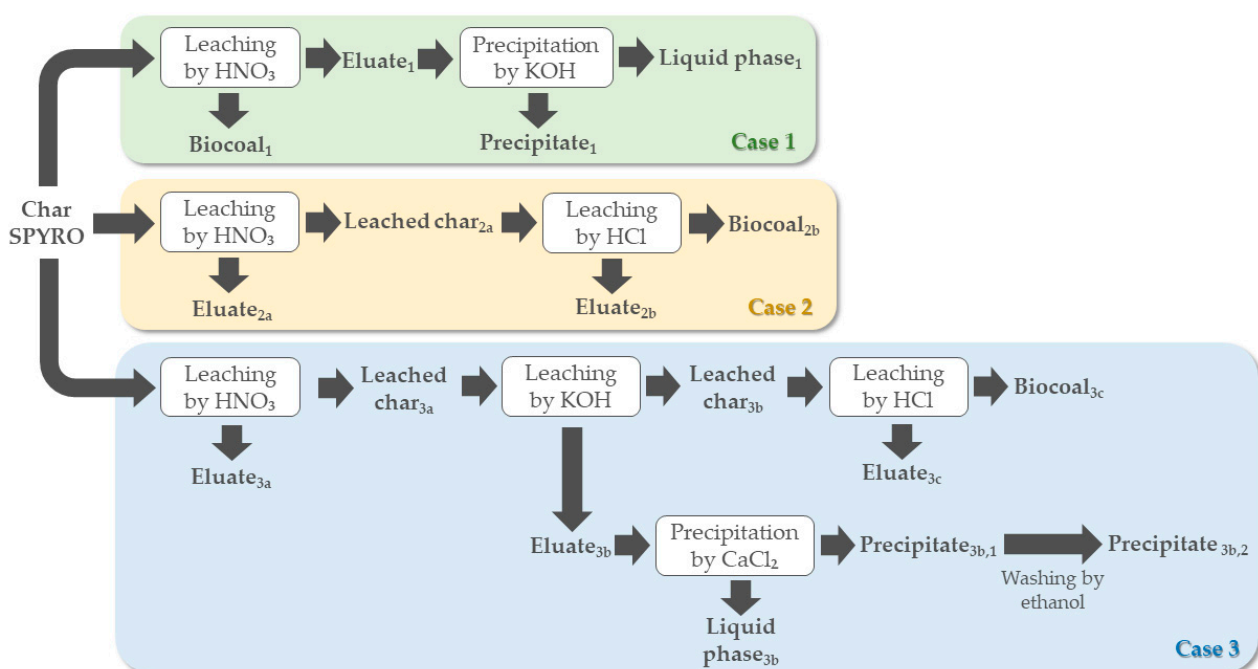 Leaching
by HNO₃
Eluate₁
Precipitation
by KOH
Liquid phase₁
Biocoal₁
Precipitate₁
Case 1
Char
SPYRO
Leaching
by HNO₃
Leached char₂ₐ
Leaching
by HCl
Biocoal₂b
Eluate₂ₐ
Eluate₂b
Case 2
Leaching
by HNO₃
Leached
char₃ₐ
Leaching
by KOH
Leached
char₃b
Leaching
by HCl
Biocoal₃c
Eluate₃ₐ
Eluate₃c
Eluate₃b
Precipitation
by CaCl₂
Precipitate₃b,₁
Washing by
ethanol
Precipitate ₃b,₂
Liquid
phase₃b
Case 3